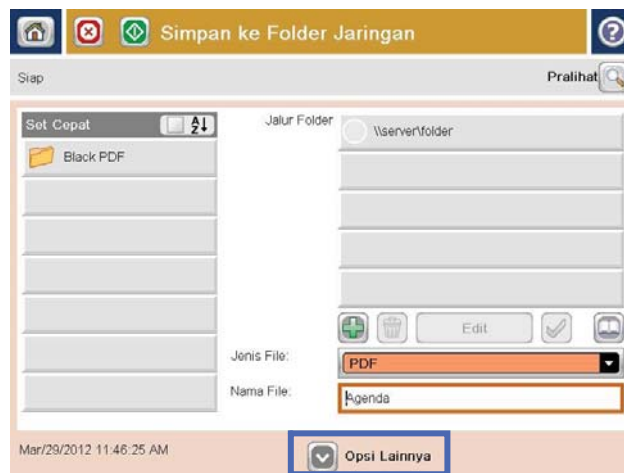 Simpan ke Folder Jaringan
Siap
Pralihat
Set Cepat
Jalur Folder
\\server\folder
Black PDF
Edit
Jenis File:
PDF
Nama File:
Agenda
Mar/29/2012 11:46:25 AM
Opsi Lainnya